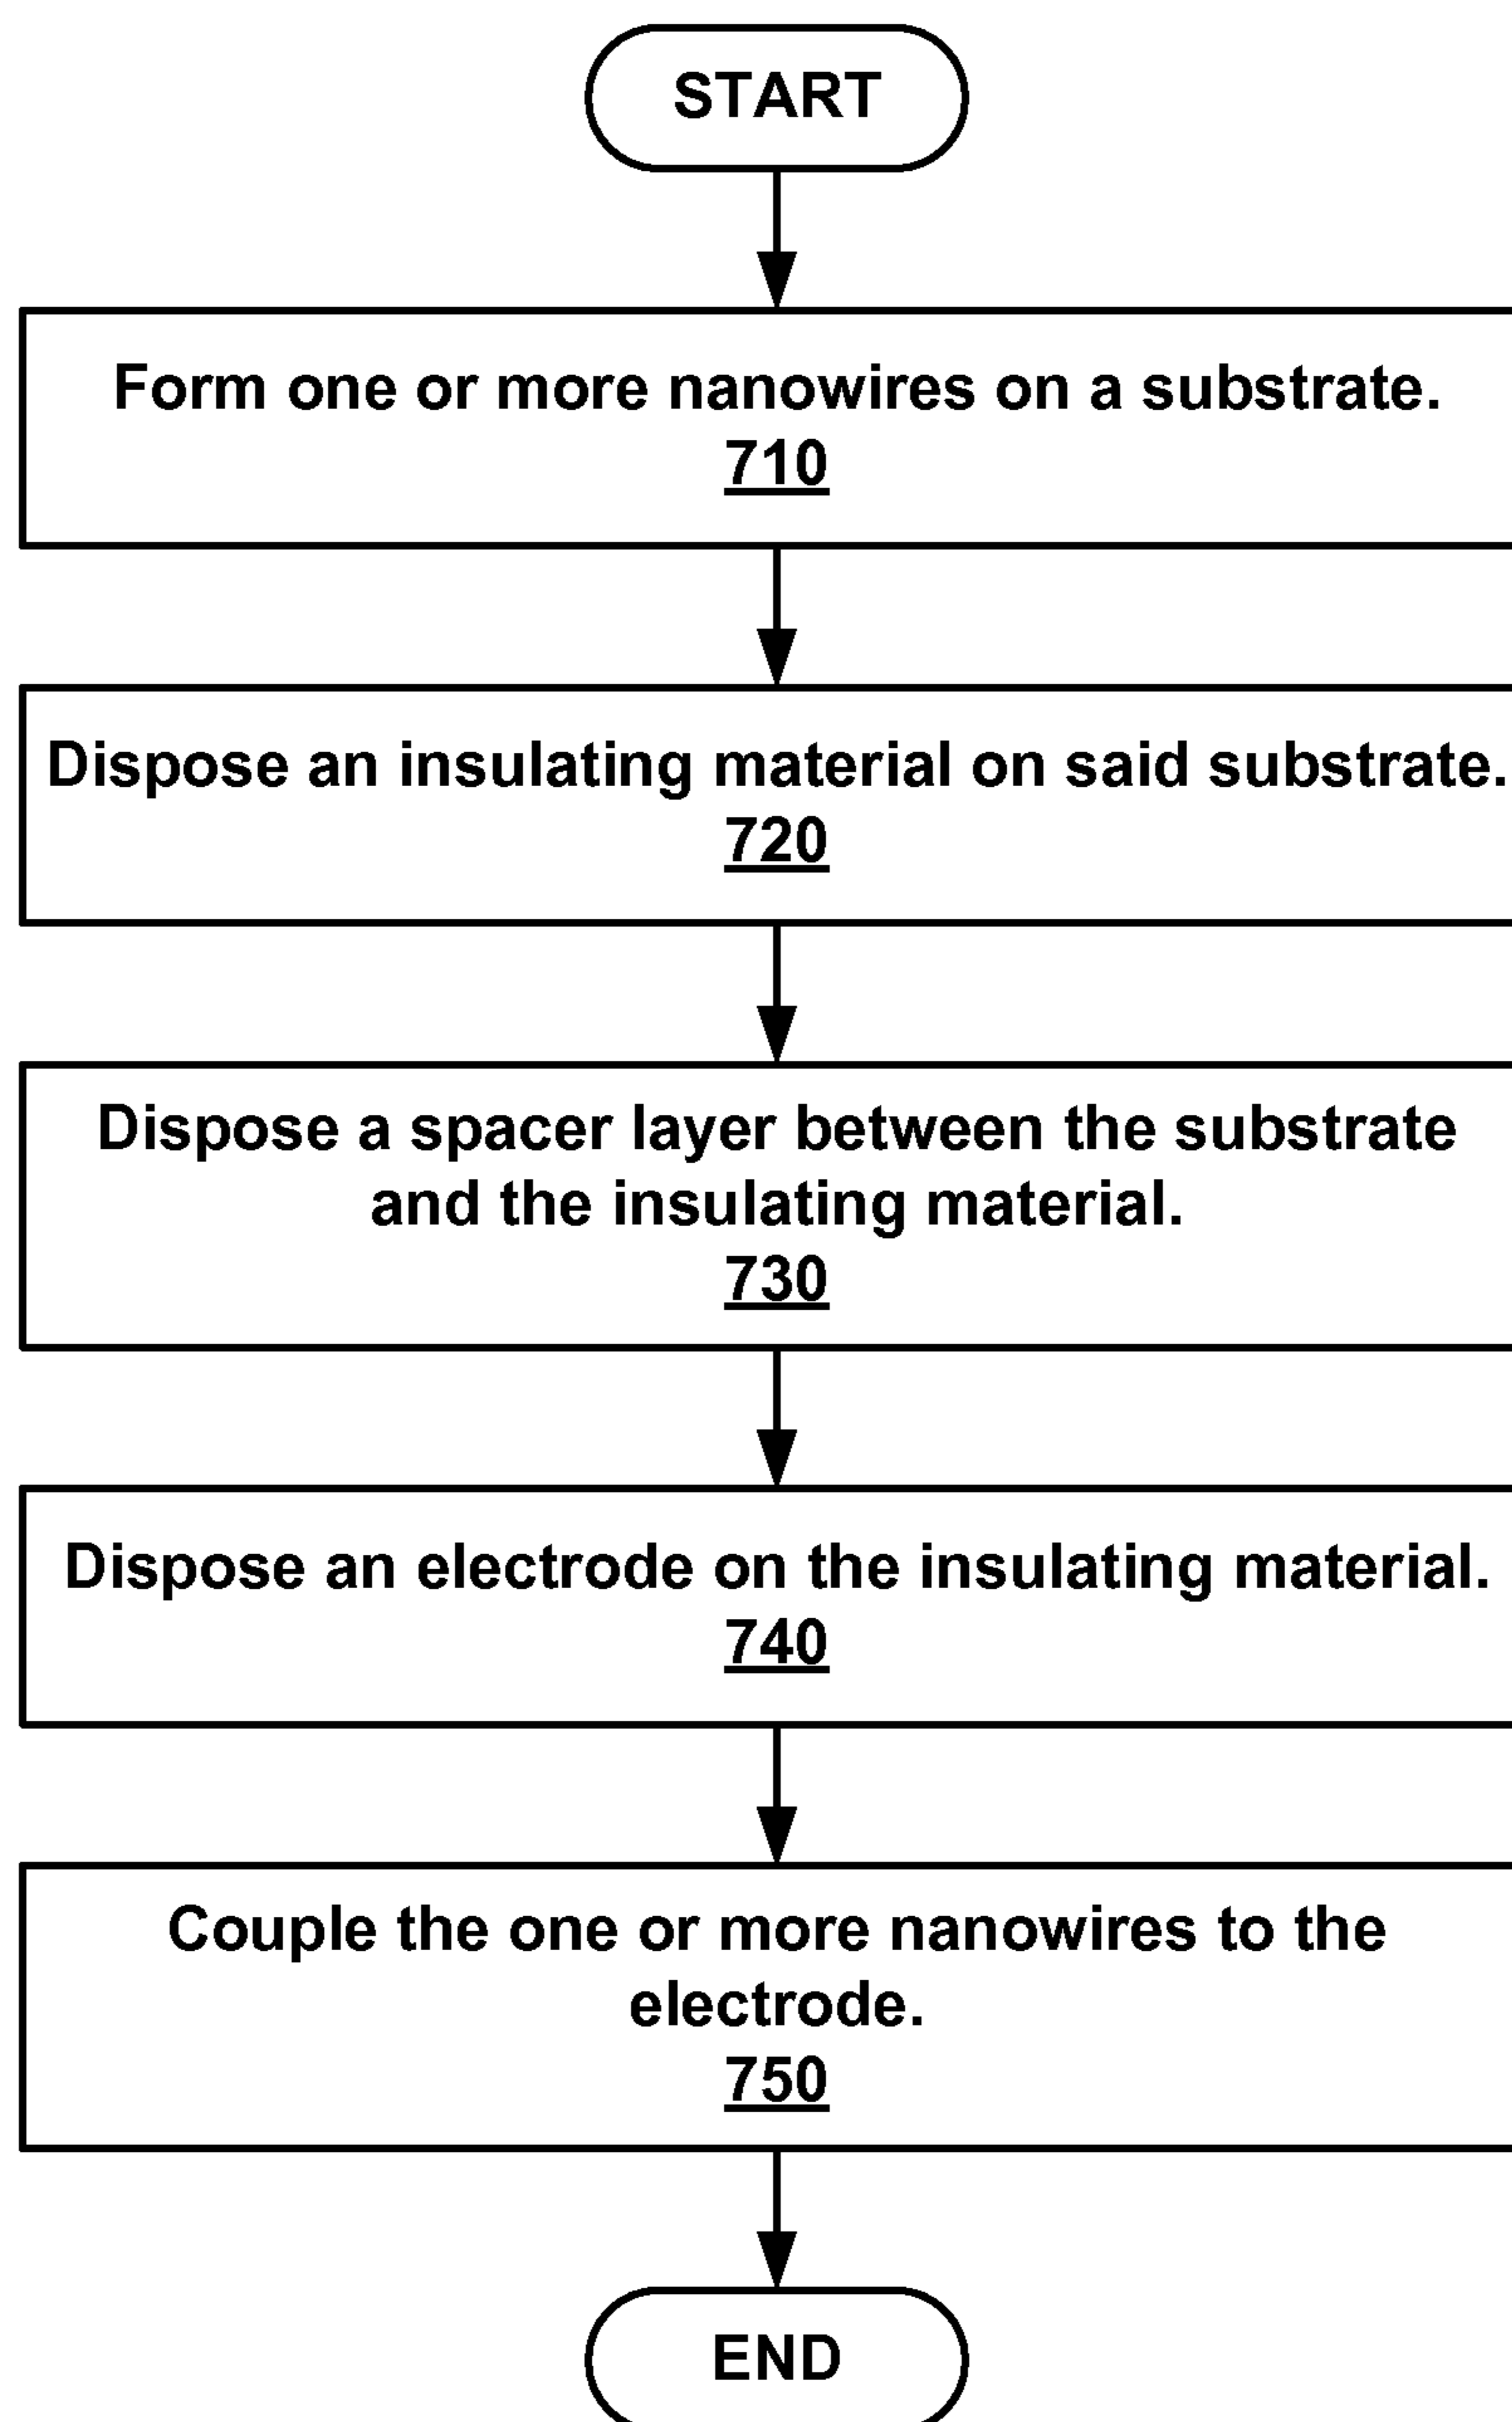 START
Form one or more nanowires on a substrate.
710
Dispose an insulating material on said substrate.
720
Dispose a spacer layer between the substrate
and the insulating material.
730
Dispose an electrode on the insulating material.
740
Couple the one or more nanowires to the
electrode.
750
END